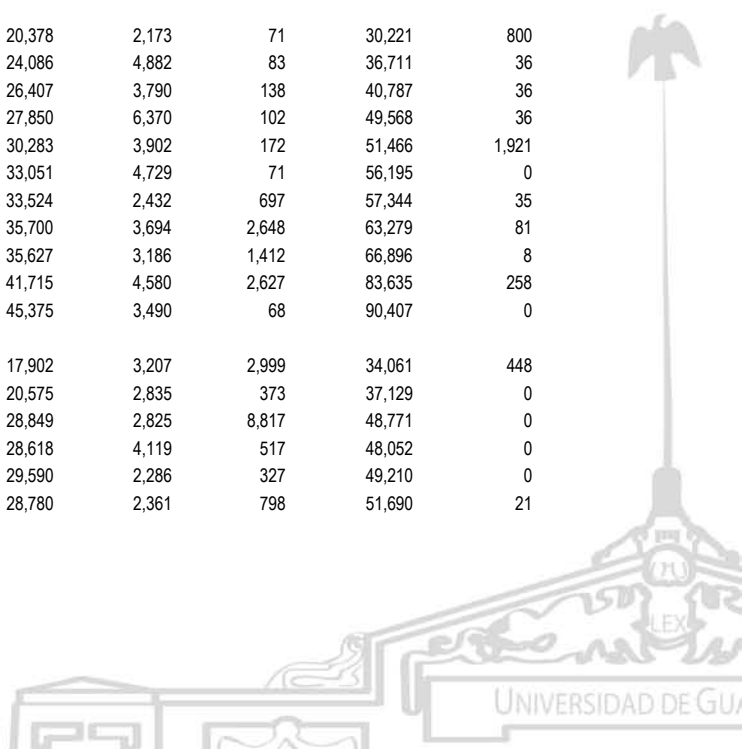 20,378 2,173 71 30,221 800
24,086 4,882 83 36,711 36
26,407 3,790 138 40,787 36
27,850 6,370 102 49,568 36
30,283 3,902 172 51,466 1,921
33,051 4,729 71 56,195 0
33,524 2,432 697 57,344 35
35,700 3,694 2,648 63,279 81
35,627 3,186 1,412 66,896 8
41,715 4,580 2,627 83,635 258
45,375 3,490 68 90,407 0
17,902 3,207 2,999 34,061 448
20,575 2,835 373 37,129 0
28,849 2,825 8,817 48,771 0
28,618 4,119 517 48,052 0
29,590 2,286 327 49,210 0
28,780 2,361 798 51,690 21
LEX
UNIVERSIDAD DE GUA